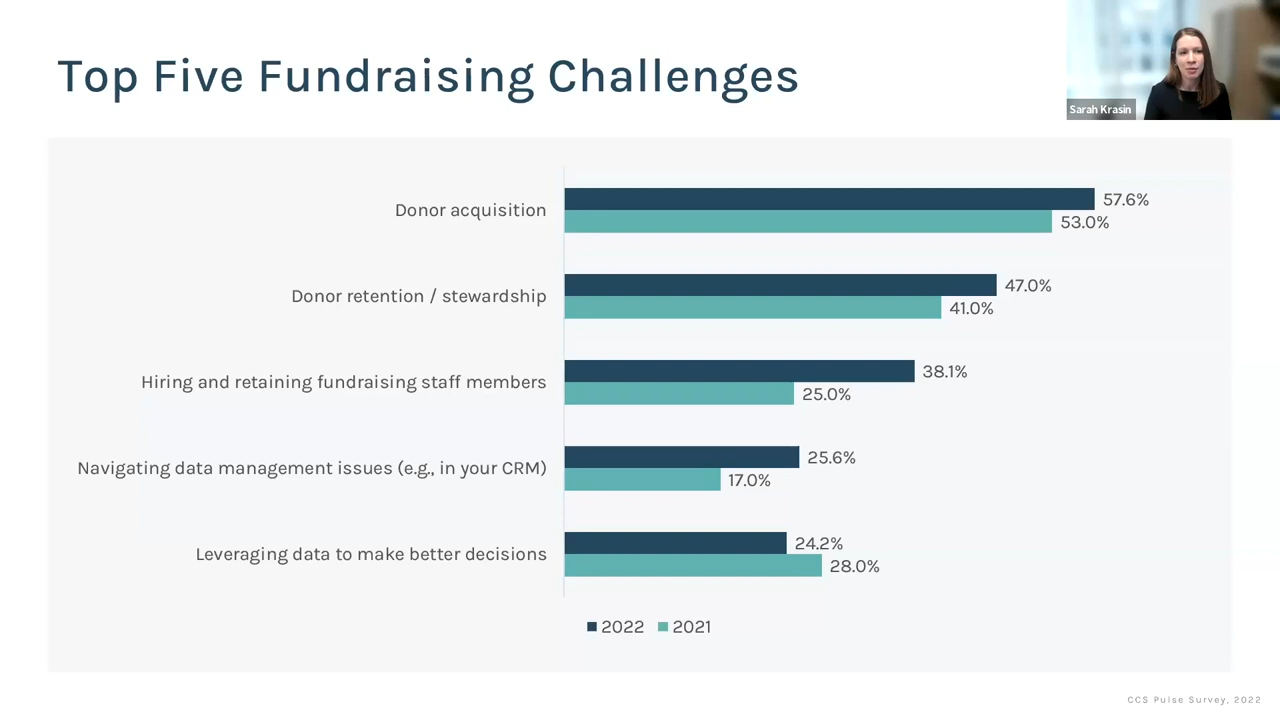 Top Five Fundraising Challenges
Sarah Krasin
Donor acquisition
57.6%
53.0%
Donor retention / stewardship
47.0%
41.0%
Hiring and retaining fundraising staff members
38.1%
25.0%
Navigating data management issues (e.g., in your CRM)
25.6%
17.0%
Leveraging data to make better decisions
24.2%
28.0%
2022 2021
CCS Pulse Survey, 2022